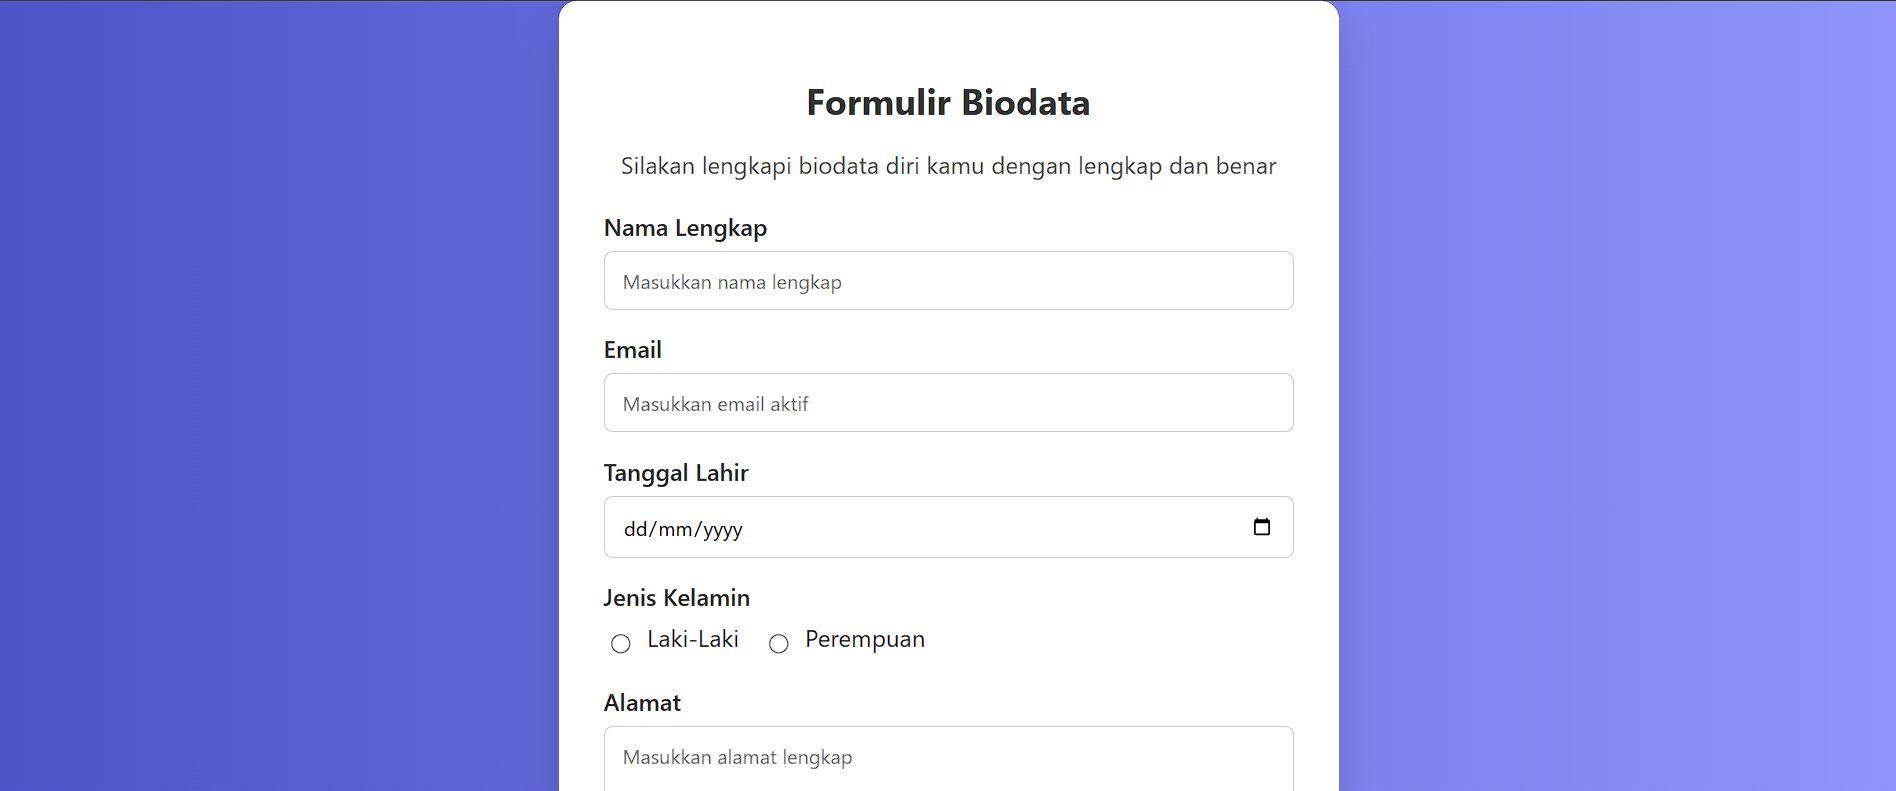 Formulir Biodata
Silakan lengkapi biodata diri kamu dengan lengkap dan benar
Nama Lengkap
Masukkan nama lengkap
Email
Masukkan email aktif
Tanggal Lahir
dd/mm/yyyy
Jenis Kelamin
Laki-Laki Perempuan
Alamat
Masukkan alamat lengkap